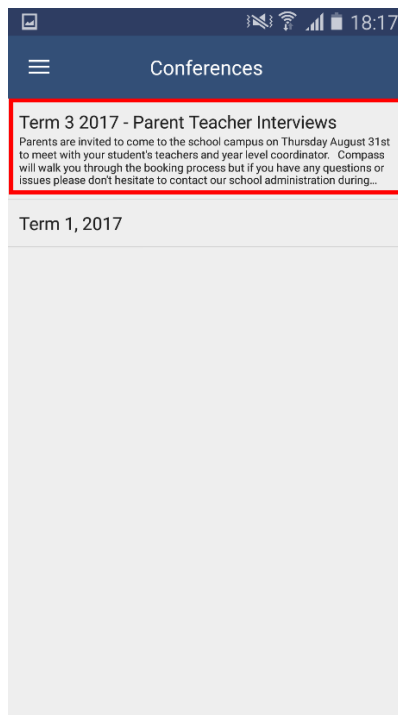 18:17
Conferences
Term 3 2017 - Parent Teacher Interviews
Parents are invited to come to the school campus on Thursday August 31st
to meet with your student's teachers and year level coordinator.   Compass
will walk you through the booking process but if you have any questions or
issues please don't hesitate to contact our school administration during...
Term 1, 2017